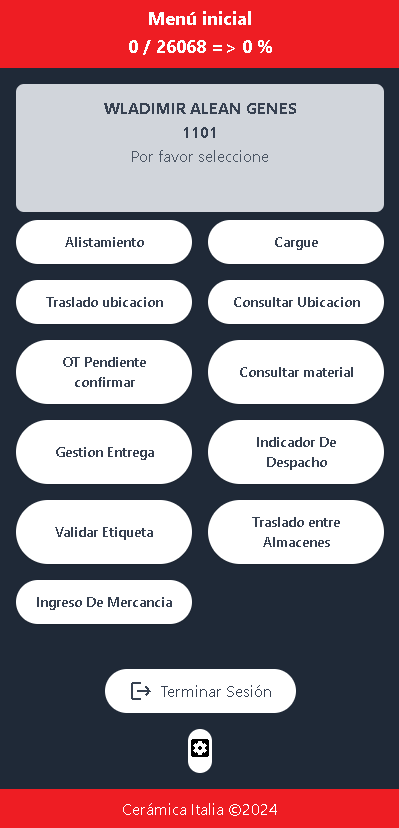 Menú inicial
0 / 26068 => 0 %
WLADIMIR ALEAN GENES
1101
Por favor seleccione
Alistamiento
Cargue
Traslado ubicacion
Consultar Ubicacion
OT Pendiente
confirmar
Consultar material
Gestion Entrega
Indicador De
Despacho
Validar Etiqueta
Traslado entre
Almacenes
Ingreso De Mercancia
Terminar Sesión
Cerámica Italia ©2024